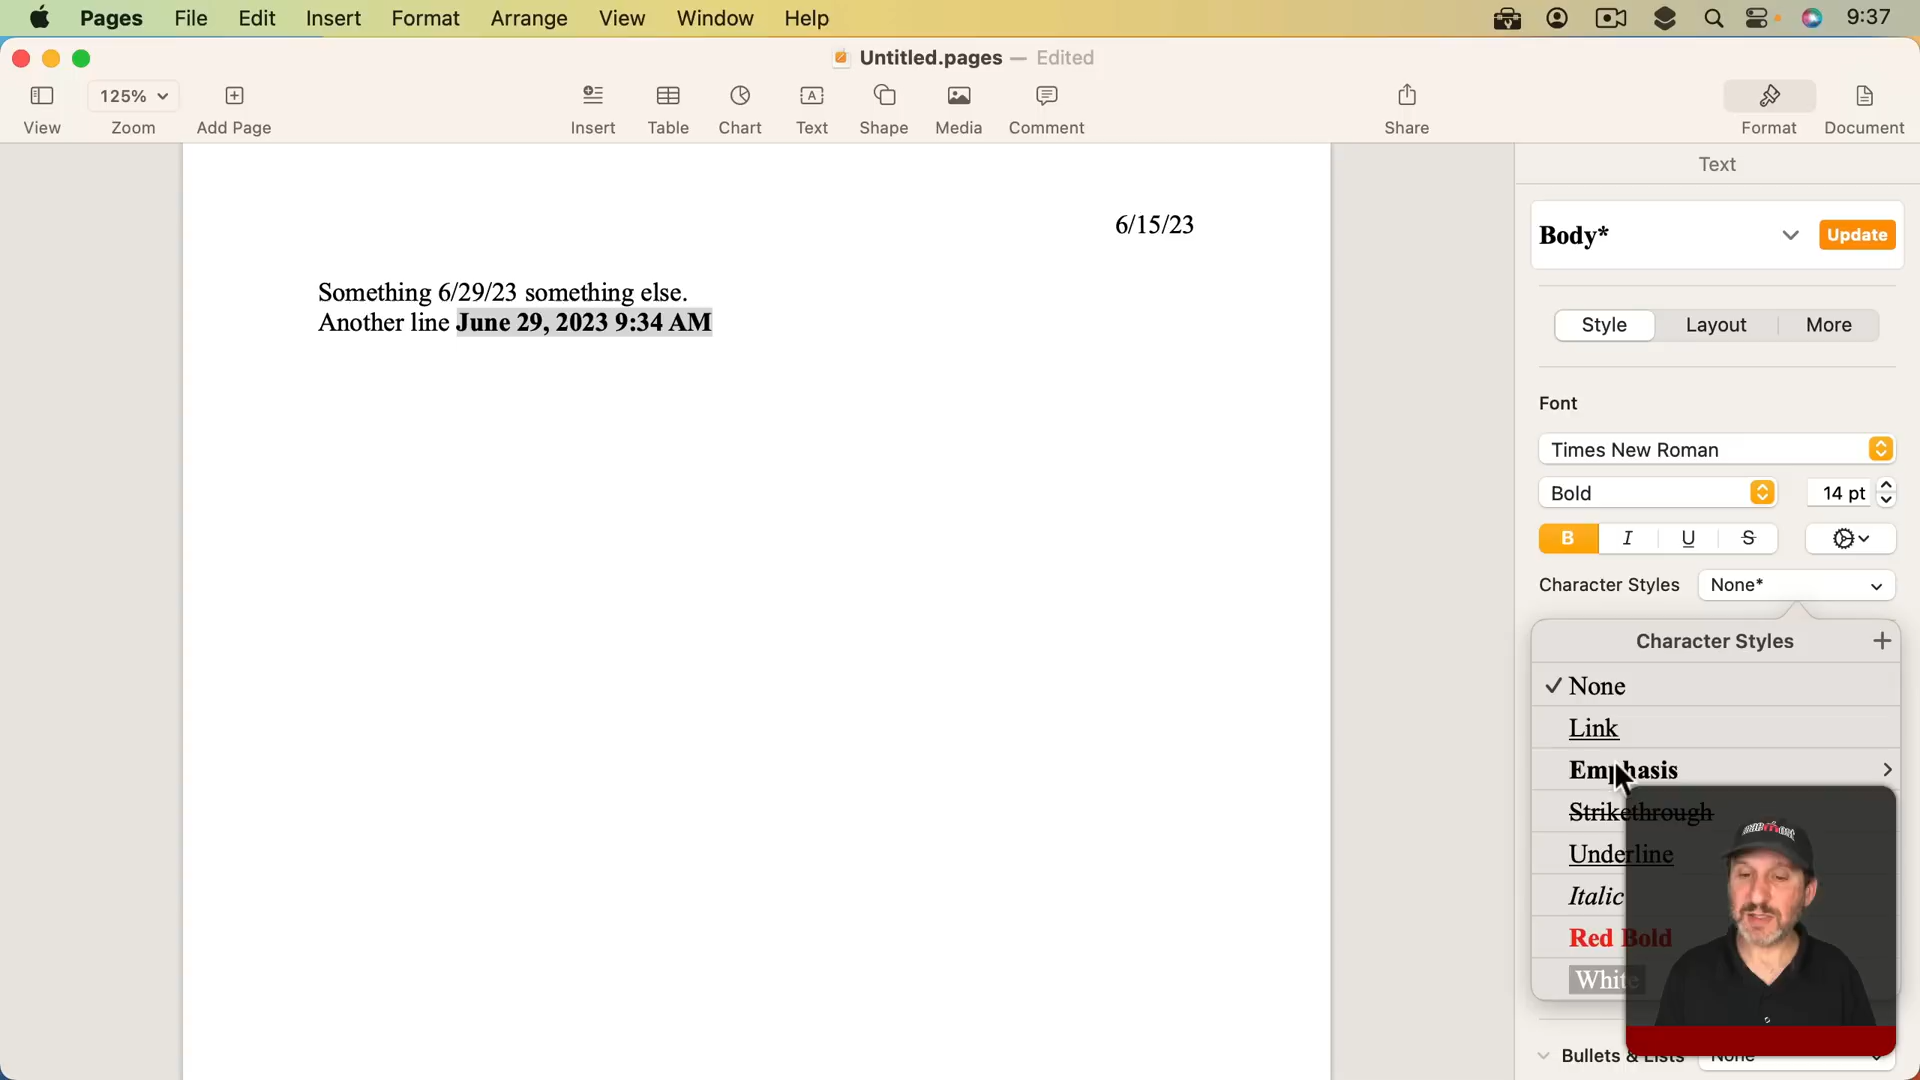 Pages File Edit Insert Format Arrange View Window Help 9:37
Untitled.pages — Edited
125%
View Zoom Add Page Insert Table Chart Text Shape Media Comment Share Format Document
Text
6/15/23
Body* Update
Something 6/29/23 something else.
Another line June 29, 2023 9:34 AM
Style Layout More
Font
Times New Roman
Bold 14 pt
B I U S
Character Styles None*
Character Styles +
✓ None
Link
Emphasis
Strikethrough
Underline
Italic
Red Bold
White
Bullets & Lists None